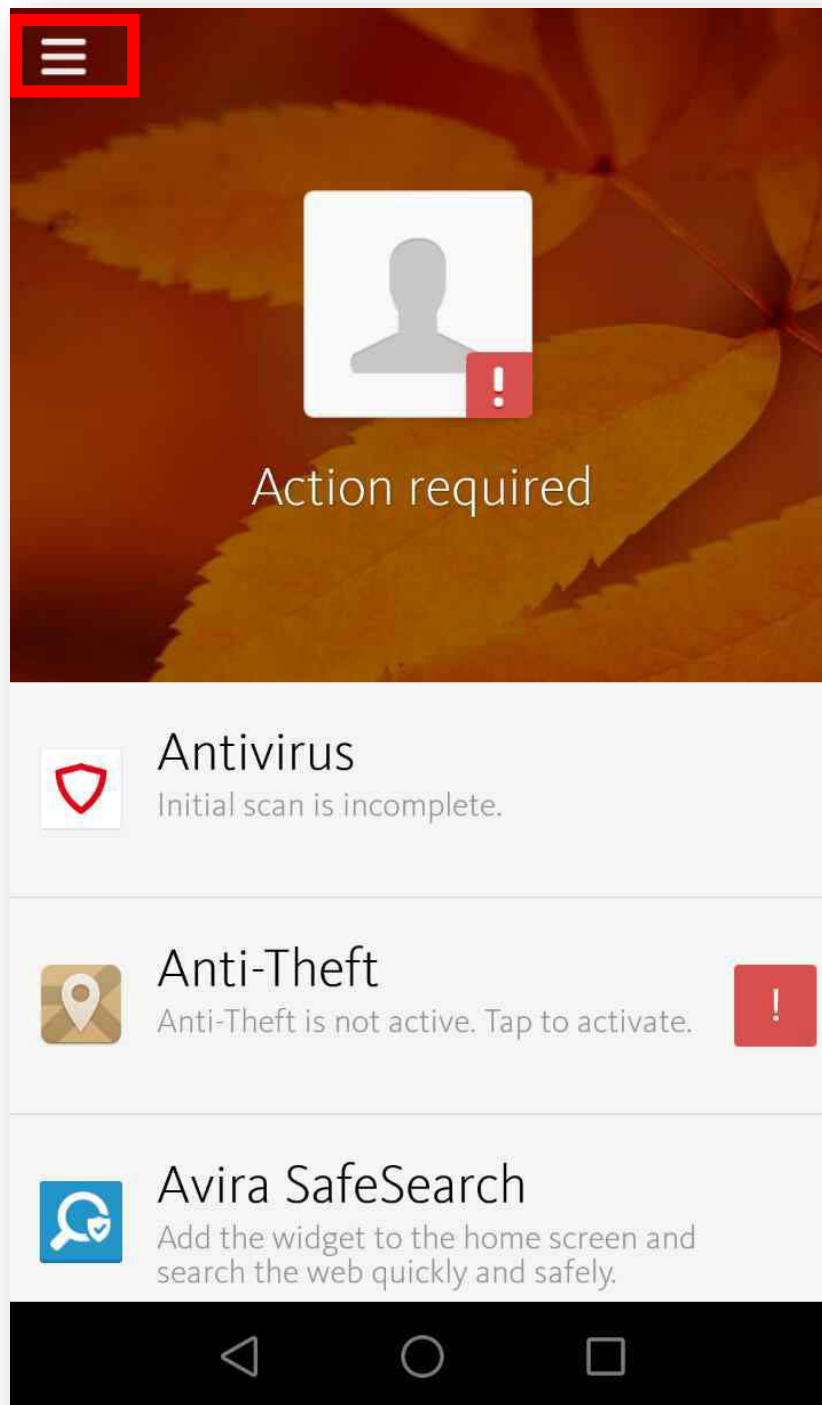 Action required
Antivirus
Initial scan is incomplete.
Anti-Theft
Anti-Theft is not active. Tap to activate.
!
Avira SafeSearch
Add the widget to the home screen and
search the web quickly and safely.